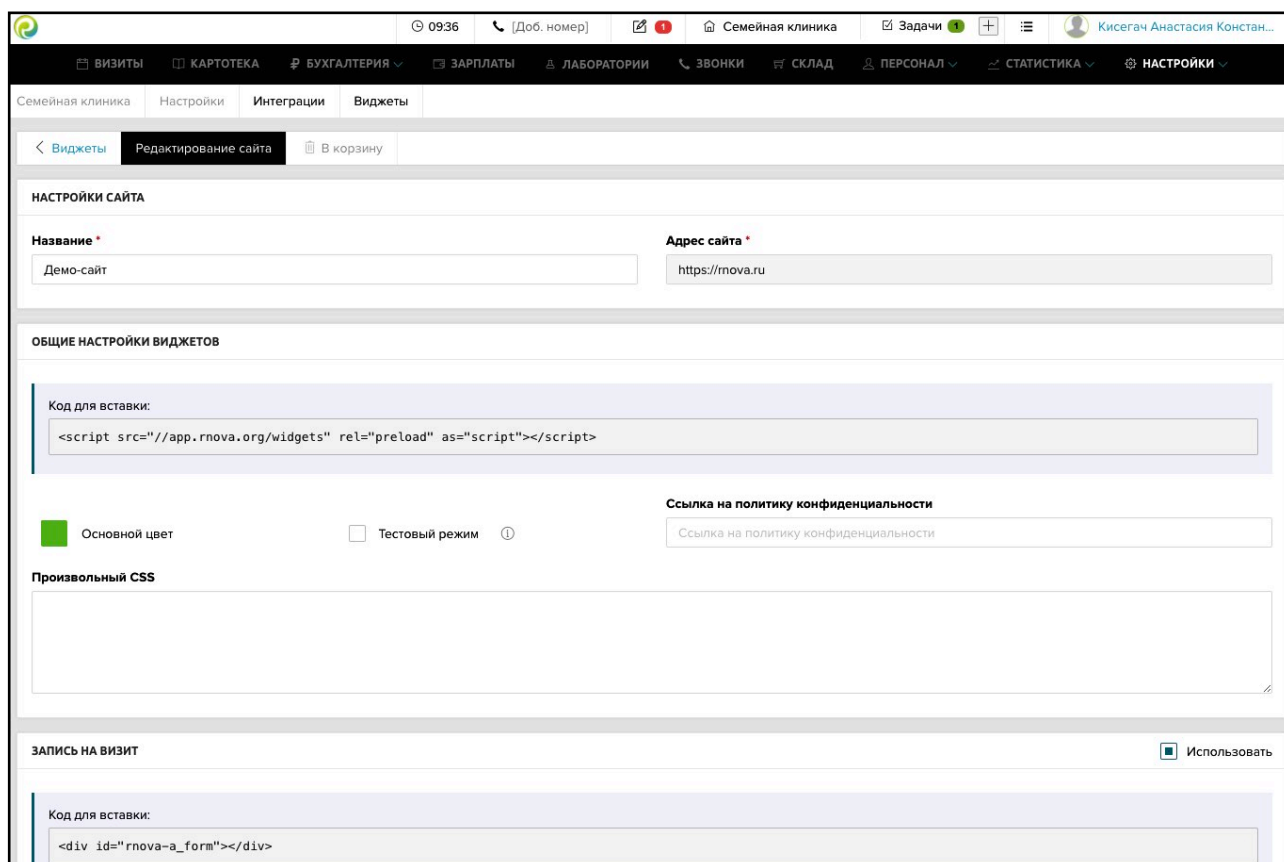 09:36 [Доб. номер] 1 Семейная клиника Задачи 1 Кисегач Анастасия Констан...
ВИЗИТЫ КАРТОТЕКА БУХГАЛТЕРИЯ ЗАРПЛАТЫ ЛАБОРАТОРИИ ЗВОНКИ СКЛАД ПЕРСОНАЛ СТАТИСТИКА НАСТРОЙКИ
Семейная клиника Настройки Интеграции Виджеты
Виджеты Редактирование сайта В корзину
НАСТРОЙКИ САЙТА
Название * Адрес сайта *
Демо-сайт https://rnova.ru
ОБЩИЕ НАСТРОЙКИ ВИДЖЕТОВ
Код для вставки:
<script src="//app.rnova.org/widgets" rel="preload" as="script"></script>
Ссылка на политику конфиденциальности
Основной цвет Тестовый режим Ссылка на политику конфиденциальности
Произвольный CSS
ЗАПИСЬ НА ВИЗИТ Использовать
Код для вставки:
<div id="rnova-a_form"></div>